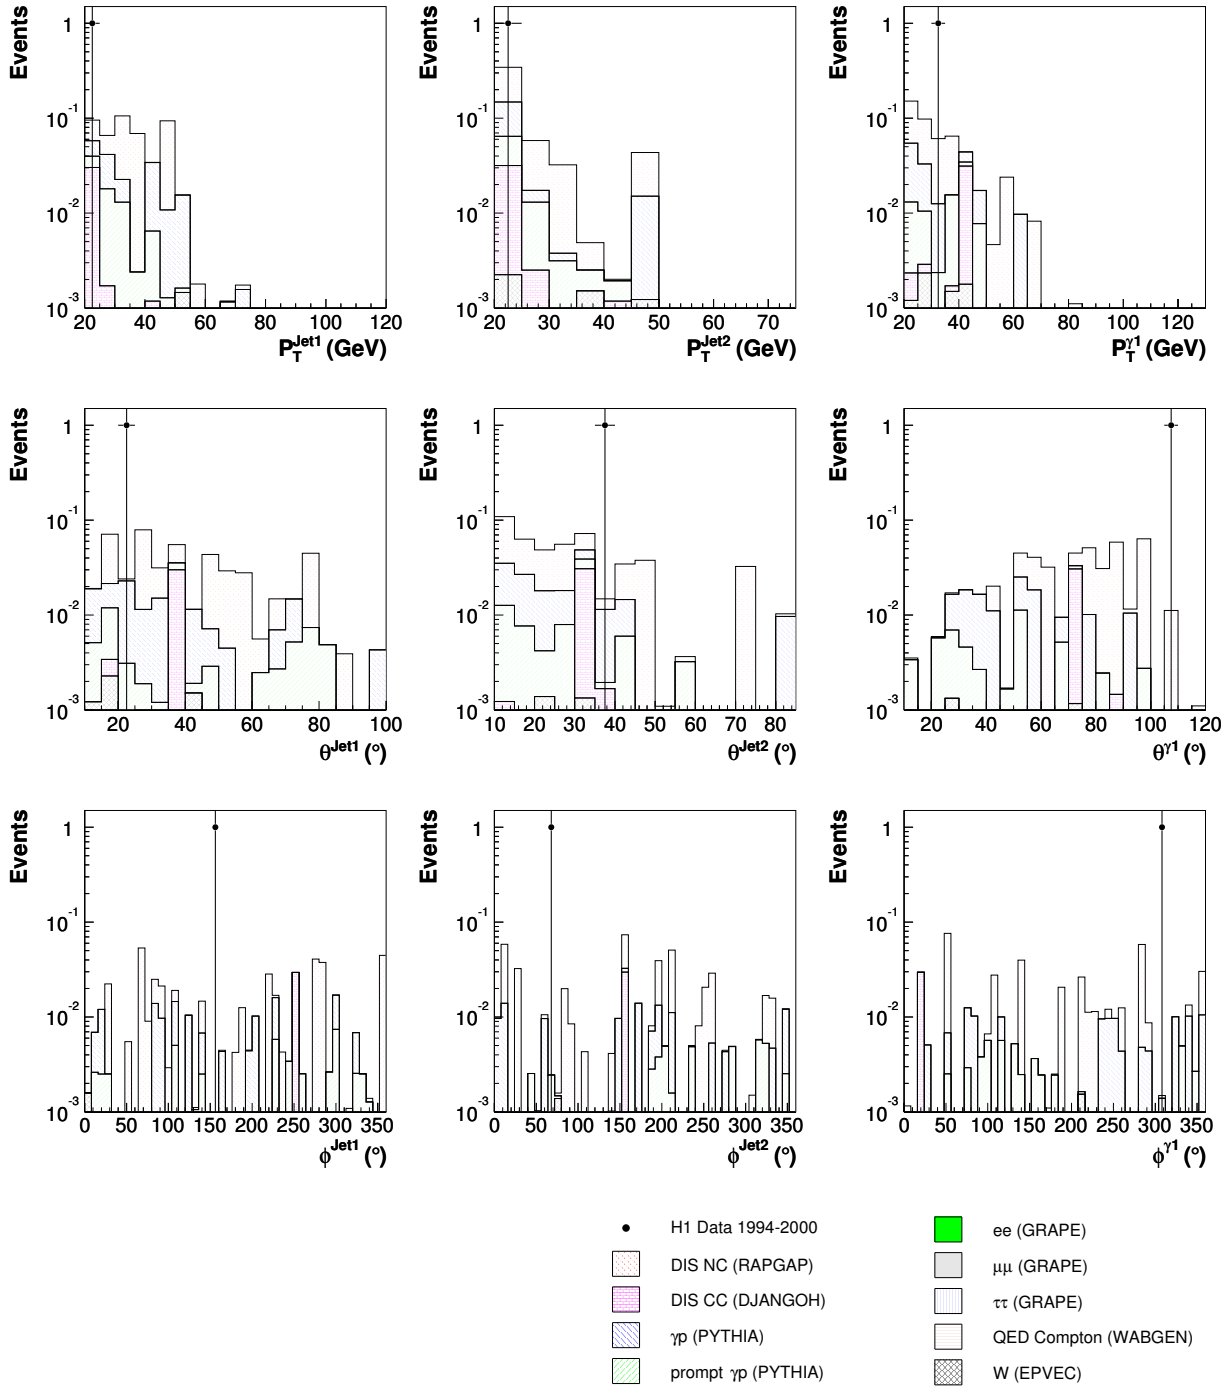 Events
1
10^-1
10^-2
10^-3
20 40 60 80 100 120
P_T^Jet1 (GeV)
Events
1
10^-1
10^-2
10^-3
20 30 40 50 60 70
P_T^Jet2 (GeV)
Events
1
10^-1
10^-2
10^-3
20 40 60 80 100 120
P_T^γ1 (GeV)
Events
1
10^-1
10^-2
10^-3
20 40 60 80 100
θ^Jet1 (°)
Events
1
10^-1
10^-2
10^-3
10 20 30 40 50 60 70 80
θ^Jet2 (°)
Events
1
10^-1
10^-2
10^-3
20 40 60 80 100 120
θ^γ1 (°)
Events
1
10^-1
10^-2
10^-3
0 50 100 150 200 250 300 350
ϕ^Jet1 (°)
Events
1
10^-1
10^-2
10^-3
0 50 100 150 200 250 300 350
ϕ^Jet2 (°)
Events
1
10^-1
10^-2
10^-3
0 50 100 150 200 250 300 350
ϕ^γ1 (°)
H1 Data 1994-2000
DIS NC (RAPGAP)
DIS CC (DJANGOH)
γp (PYTHIA)
prompt γp (PYTHIA)
ee (GRAPE)
μμ (GRAPE)
ττ (GRAPE)
QED Compton (WABGEN)
W (EPVEC)